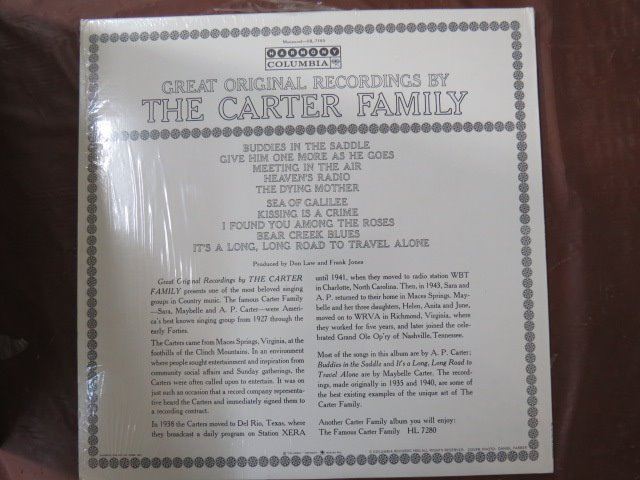 HARMONY
COLUMBIA
GREAT ORIGINAL RECORDINGS BY
THE CARTER FAMILY
BUDDIES IN THE SADDLE
GIVE HIM ONE MORE AS HE GOES
MEETING IN THE AIR
HEAVEN'S RADIO
THE DYING MOTHER
SEA OF GALILEE
KISSING IS A CRIME
I FOUND YOU AMONG THE ROSES
BEAR CREEK BLUES
IT'S A LONG, LONG ROAD TO TRAVEL ALONE
Produced by Don Law and Frank Jones
Great Original Recordings by THE CARTER
FAMILY presents one of the most beloved singing
groups in Country music. The famous Carter Family
—Sara, Maybelle and A. P. Carter—were Ameri-
ca's best known singing group from 1927 through the
early Forties.
The Carters came from Maces Springs, Virginia, at the
foothills of the Clinch Mountains. In an environment
where people sought entertainment and inspiration from
community social affairs and Sunday gatherings, the
Carters were often called upon to entertain. It was on
just such an occasion that a record company representa-
tive heard the Carters and immediately signed them to
a recording contract.
In 1938 the Carters moved to Del Rio, Texas, where
they broadcast a daily program on Station XERA
until 1941, when they moved to radio station WBT
in Charlotte, North Carolina. Then, in 1943, Sara and
A. P. returned to their home in Maces Springs. May-
belle and her three daughters, Helen, Anita and June,
moved on to WRVA in Richmond, Virginia, where
they worked for five years, and later joined the cele-
brated Grand Ole Op'ry of Nashville, Tennessee.
Most of the songs in this album are by A. P. Carter;
Buddies in the Saddle and It's a Long, Long Road to
Travel Alone are by Maybelle Carter. The record-
ings, made originally in 1935 and 1940, are some of
the best existing examples of the unique art of The
Carter Family.
Another Carter Family album you will enjoy:
The Famous Carter Family HL 7280